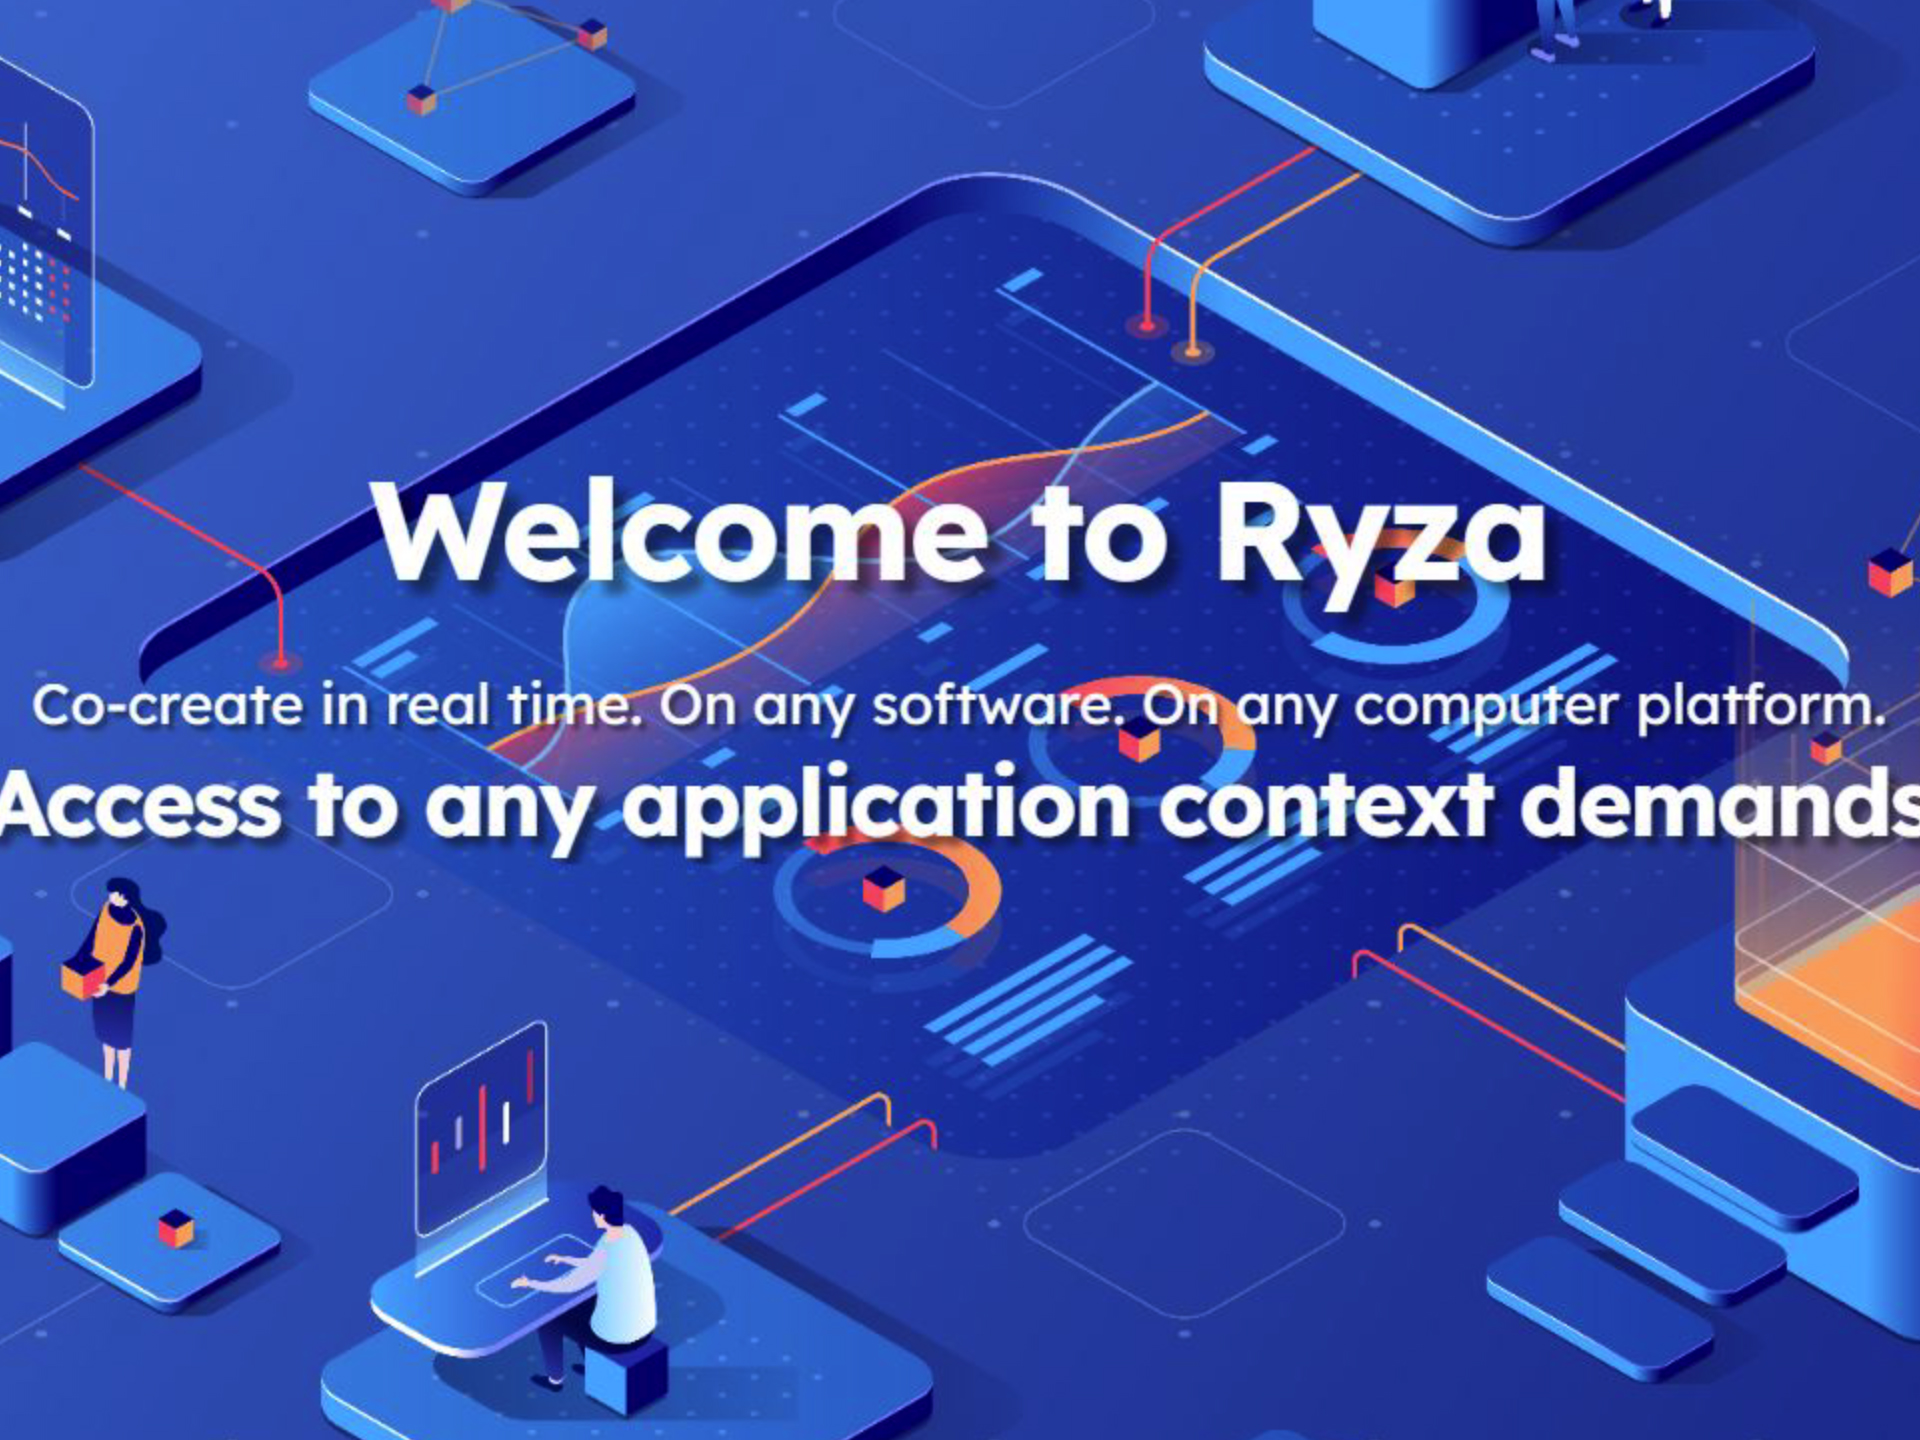 Welcome to Ryza
Co-create in real time. On any software. On any computer platform.
Access to any application context demands